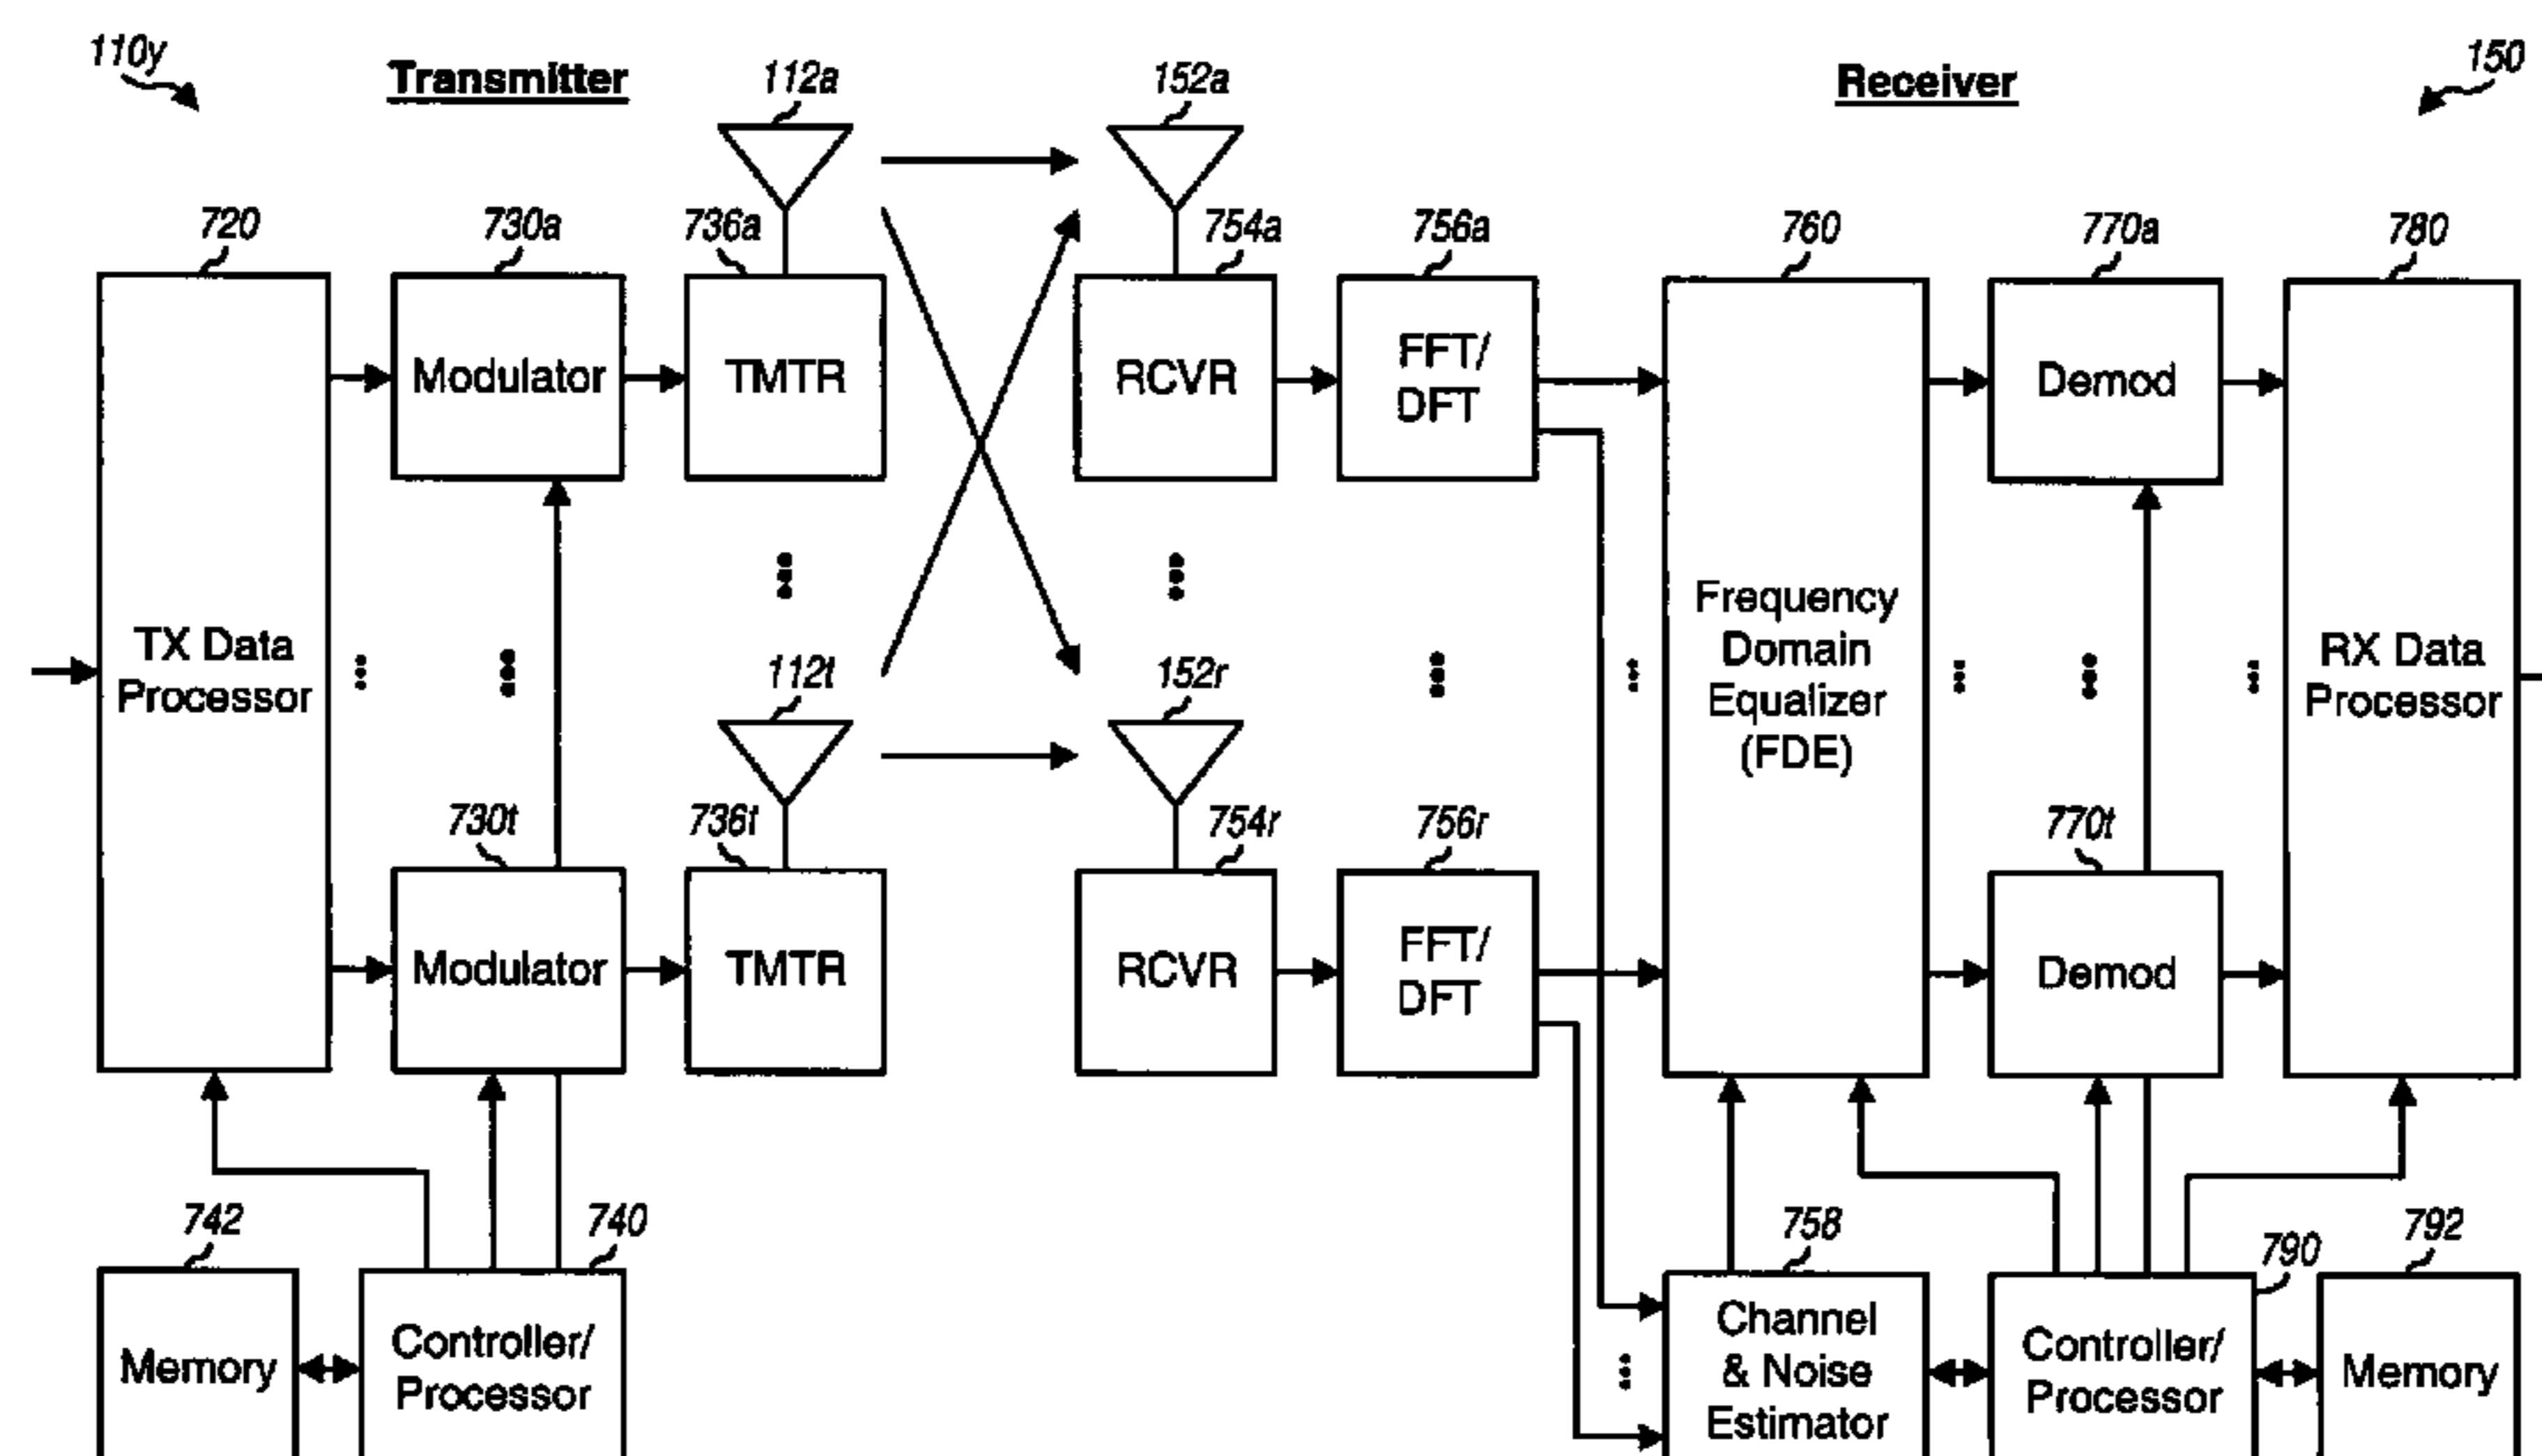 110y
Transmitter
112a
152a
Receiver
150
720
730a
736a
754a
756a
760
770a
780
Modulator
TMTR
RCVR
FFT/
DFT
Demod
TX Data
Processor
Frequency
Domain
Equalizer
(FDE)
RX Data
Processor
112t
152r
730t
736t
754r
756r
770t
Modulator
TMTR
RCVR
FFT/
DFT
Demod
742
740
758
790
792
Memory
Controller/
Processor
Channel
& Noise
Estimator
Controller/
Processor
Memory